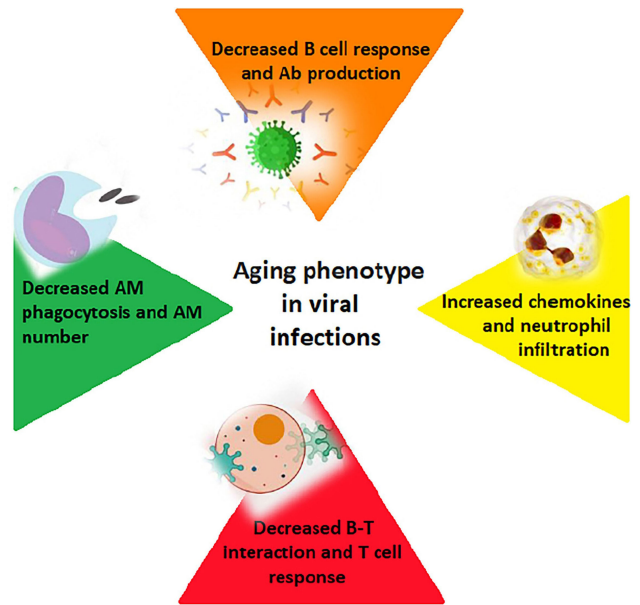 Decreased B cell response
and Ab production
Decreased AM
phagocytosis and AM
number
Aging phenotype
in viral
infections
Increased chemokines
and neutrophil
infiltration
Decreased B-T
interaction and T cell
response